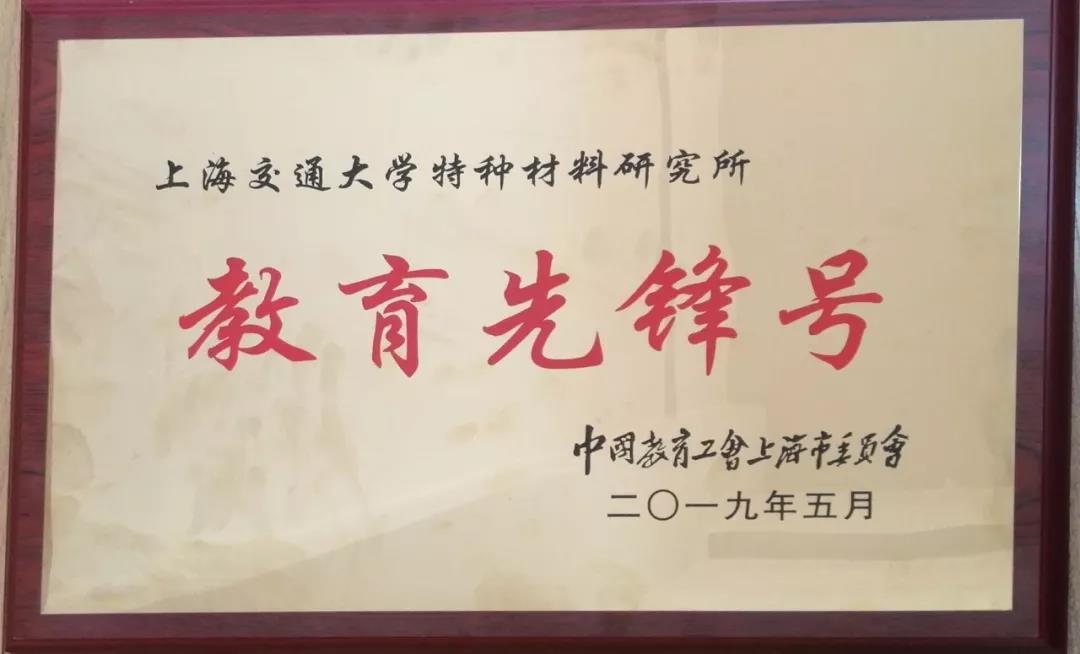 上海交通大学特种材料研究所
教育先锋号
中国教育工會上海市委员會
二〇一九年五月